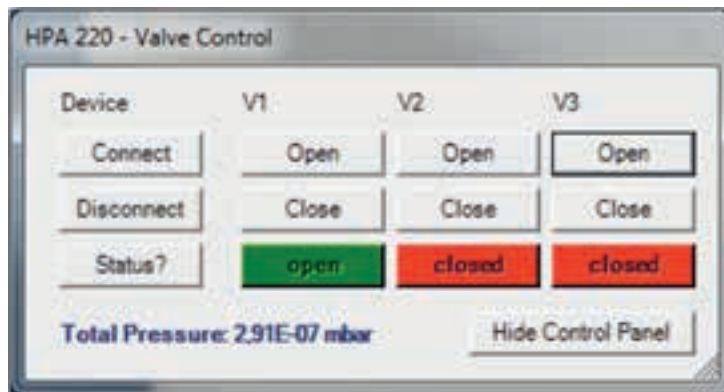 HPA 220 - Valve Control
Device V1 V2 V3
Connect Open Open Open
Disconnect Close Close Close
Status? open closed closed
Total Pressure: 2,91E-07 mbar Hide Control Panel